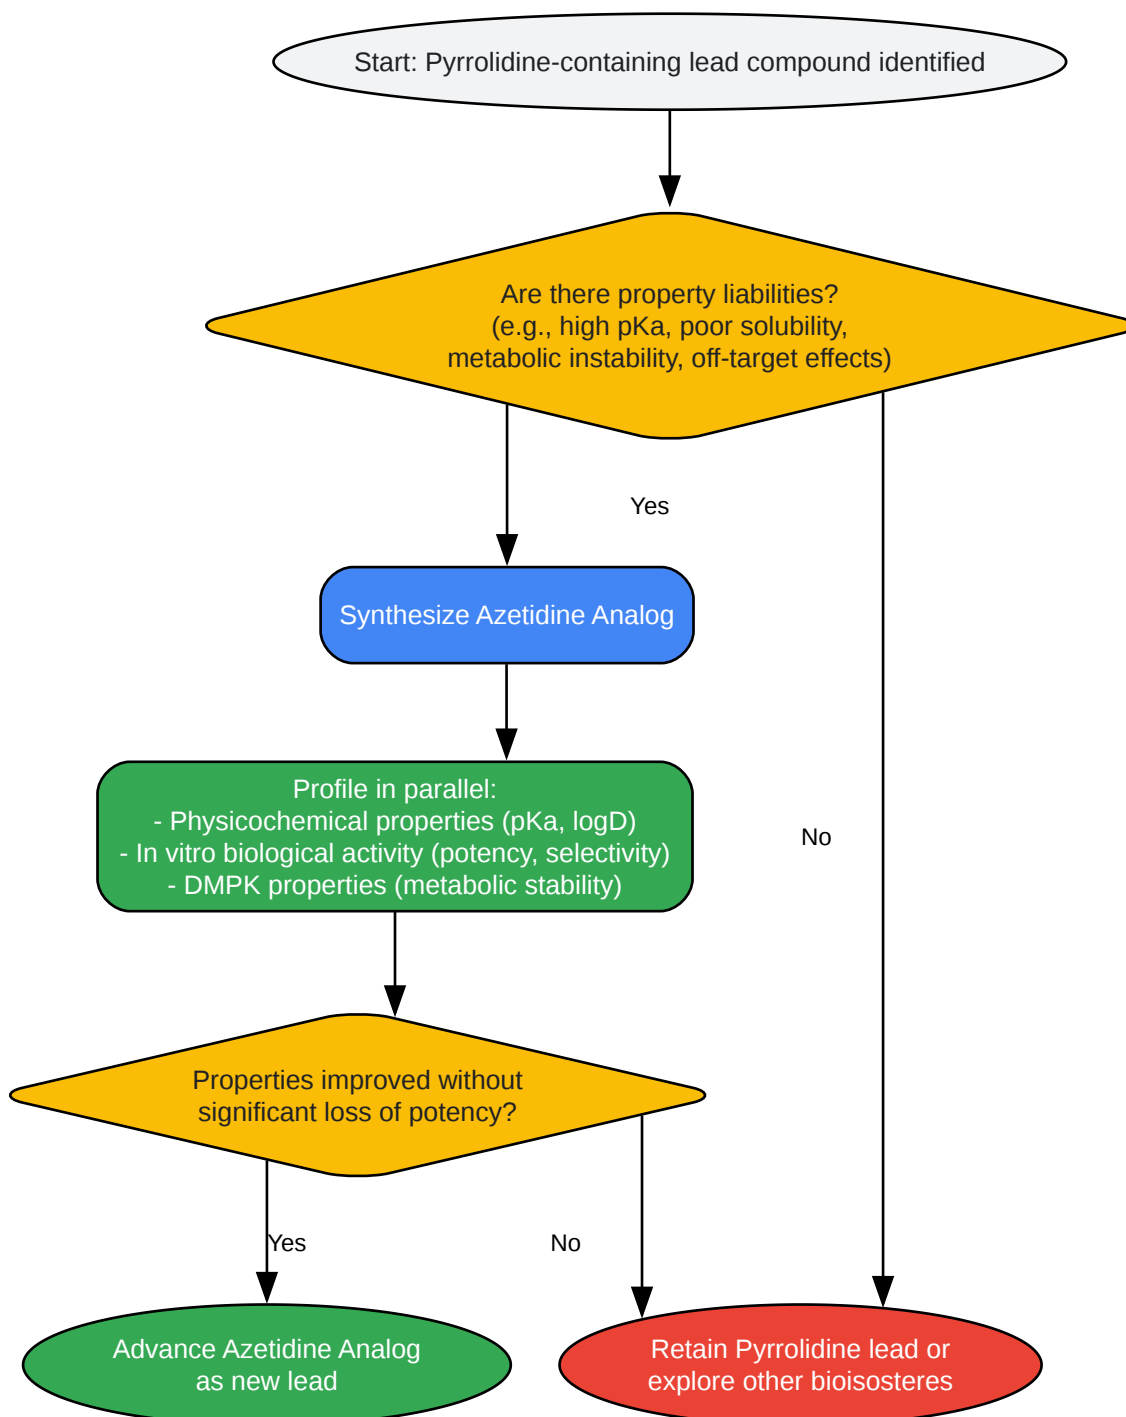 Start: Pyrrolidine-containing lead compound identified
Are there property liabilities?
(e.g., high pKa, poor solubility,
metabolic instability, off-target effects)
Yes
Synthesize Azetidine Analog
Profile in parallel:
- Physicochemical properties (pKa, logD)
- In vitro biological activity (potency, selectivity)
- DMPK properties (metabolic stability)
No
Properties improved without
significant loss of potency?
Yes
No
Advance Azetidine Analog
as new lead
Retain Pyrrolidine lead or
explore other bioisosteres